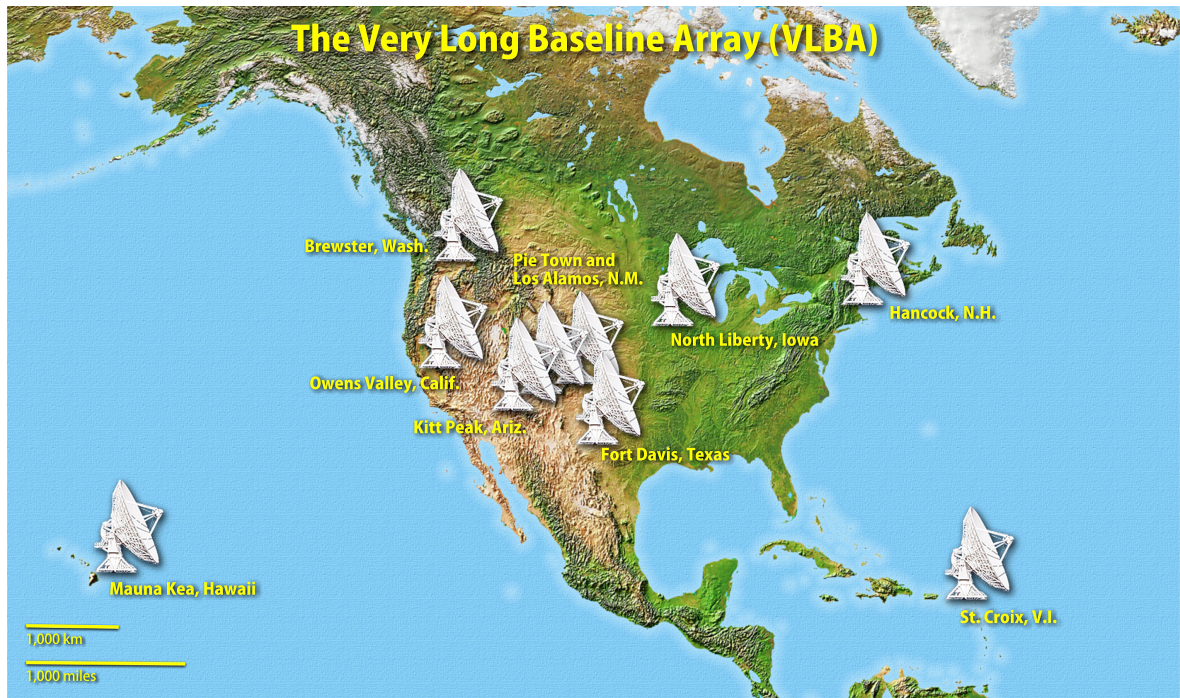 The Very Long Baseline Array (VLBA)
Brewster, Wash.
Pie Town and
Los Alamos, N.M.
Hancock, N.H.
North Liberty, Iowa
Owens Valley, Calif.
Kitt Peak, Ariz.
Fort Davis, Texas
Mauna Kea, Hawaii
St. Croix, V.I.
1,000 km
1,000 miles